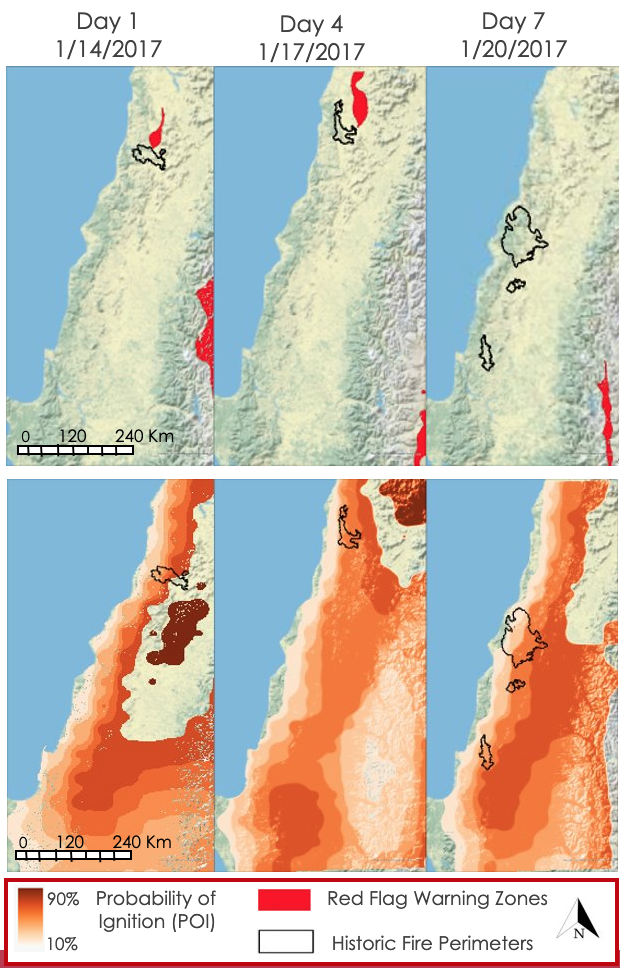 Day 1
1/14/2017
Day 4
1/17/2017
Day 7
1/20/2017
0 120 240 Km
0 120 240 Km
90%
10%
Probability of
Ignition (POI)
Red Flag Warning Zones
Historic Fire Perimeters
N